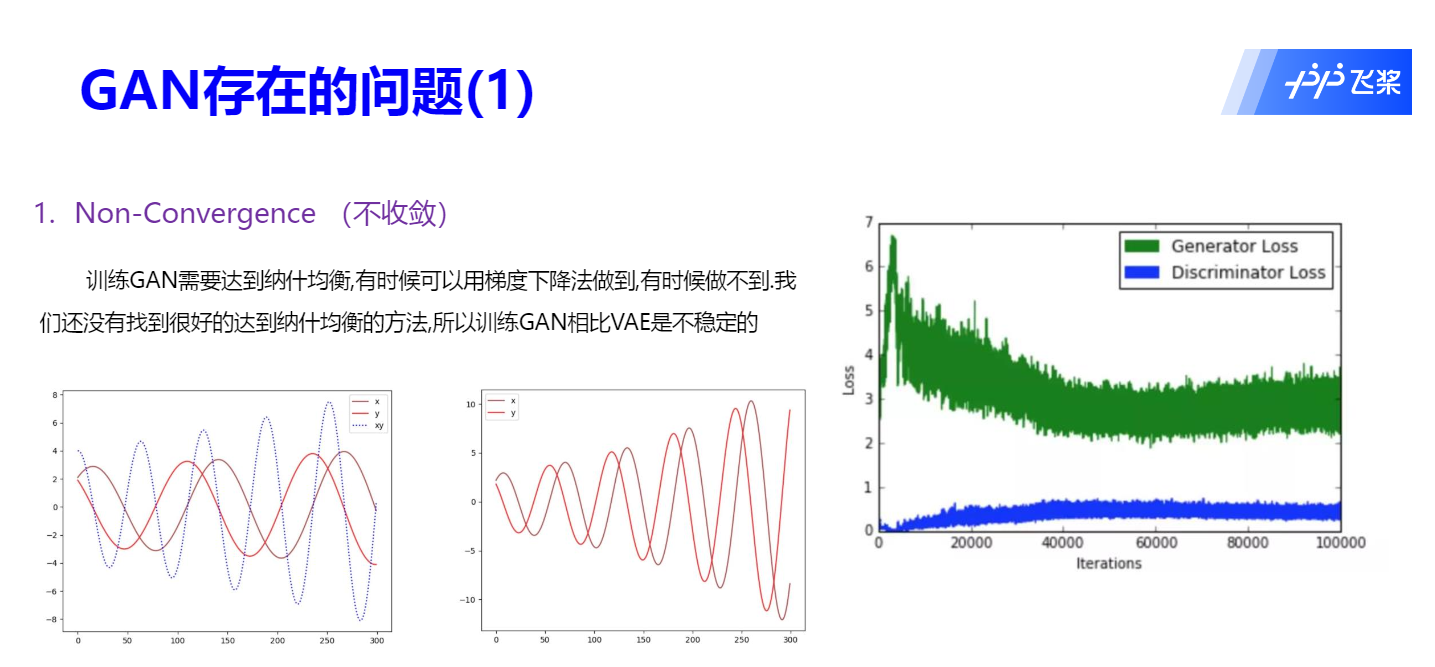 GAN存在的问题(1)
飞桨
1. Non-Convergence （不收敛）
训练GAN需要达到纳什均衡,有时候可以用梯度下降法做到,有时候做不到.我
们还没有找到很好的达到纳什均衡的方法,所以训练GAN相比VAE是不稳定的
8
6
4
2
0
−2
−4
−6
−8
x
y
xy
0 50 100 150 200 250 300
10
5
0
−5
−10
x
y
0 50 100 150 200 250 300
7
6
5
4
3
2
1
0
Loss
Generator Loss
Discriminator Loss
0 20000 40000 60000 80000 100000
Iterations